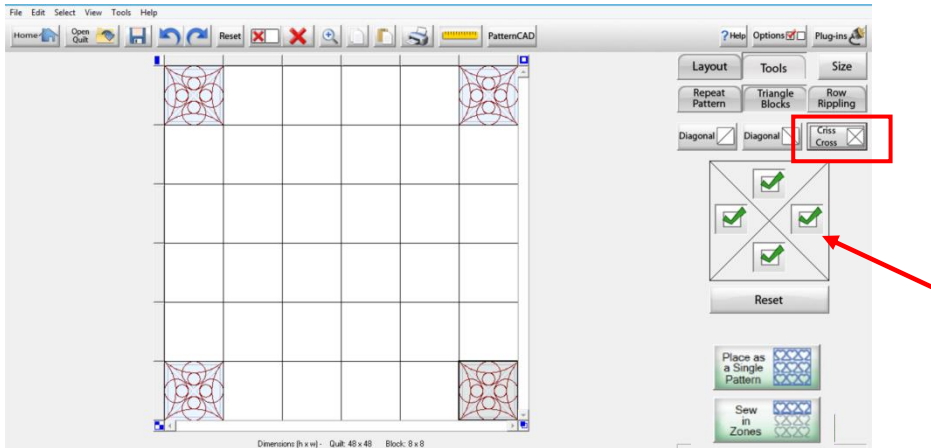 File Edit Select View Tools Help
Home Open Quilt Reset PatternCAD ?Help Options Plug-ins
Layout Tools Size
Repeat Pattern Triangle Blocks Row Rippling
Diagonal Diagonal Criss Cross
Reset
Place as a Single Pattern
Sew in Zones
Dimensions (h x w) - Quilt: 48 x 48 Block: 8 x 8